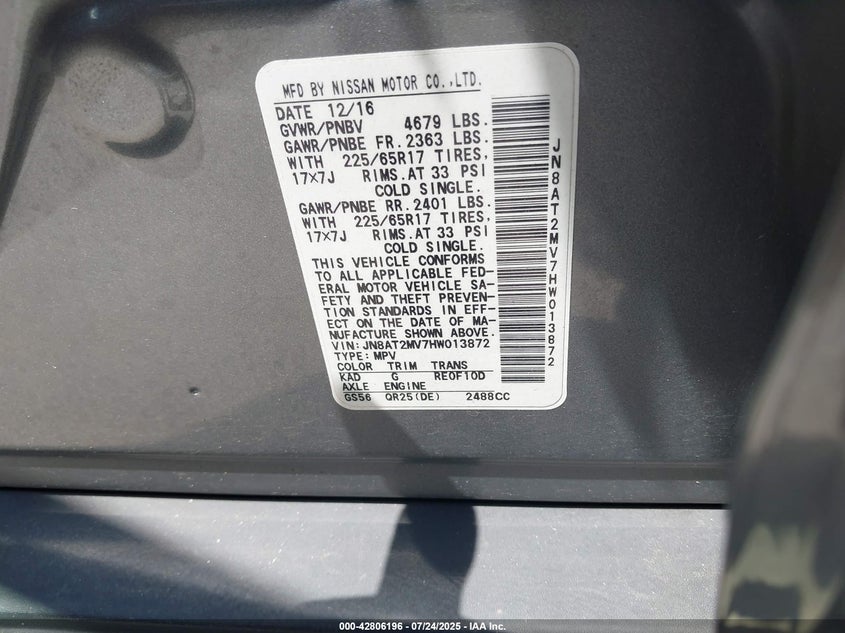 MFD BY NISSAN MOTOR CO.,LTD.
DATE 12/16
GVWR/PNBV 4679 LBS.
GAWR/PNBE FR. 2363 LBS.
WITH 225/65R17 TIRES,
17×7J RIMS.AT 33 PSI
COLD SINGLE.
GAWR/PNBE RR. 2401 LBS.
WITH 225/65R17 TIRES,
17×7J RIMS.AT 33 PSI
COLD SINGLE.
THIS VEHICLE CONFORMS
TO ALL APPLICABLE FED-
ERAL MOTOR VEHICLE SA-
FETY AND THEFT PREVEN-
TION STANDARDS IN EFF-
ECT ON THE DATE OF MA-
NUFACTURE SHOWN ABOVE.
VIN:JN8AT2MV7HW013872
TYPE:MPV
COLOR TRIM TRANS
KAD G RE0F10D
AXLE ENGINE
GS56 QR25(DE) 2488CC
JN8AT2MV7HW013872
000-42806196 - 07/24/2025 - IAA Inc.